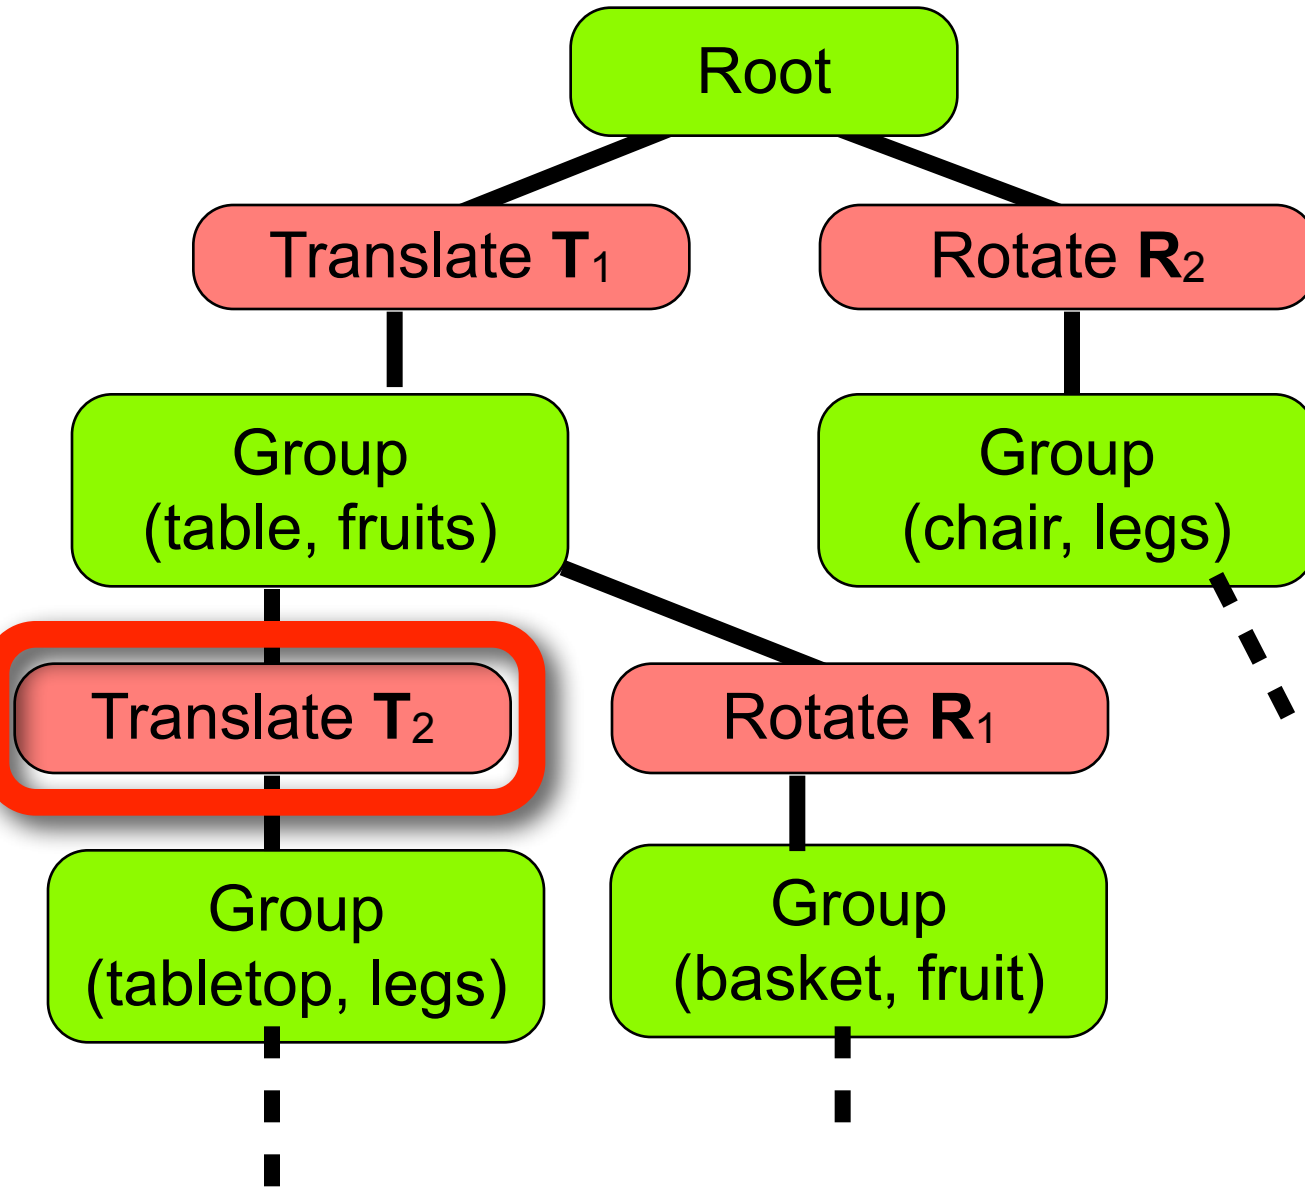 Root
Translate T₁
Rotate R₂
Group
(table, fruits)
Group
(chair, legs)
Translate T₂
Rotate R₁
Group
(tabletop, legs)
Group
(basket, fruit)